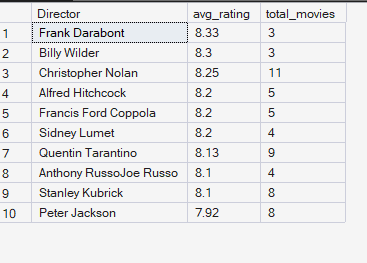 Director avg_rating total_movies
1 Frank Darabont 8.33 3
2 Billy Wilder 8.3 3
3 Christopher Nolan 8.25 11
4 Alfred Hitchcock 8.2 5
5 Francis Ford Coppola 8.2 5
6 Sidney Lumet 8.2 4
7 Quentin Tarantino 8.13 9
8 Anthony RussoJoe Russo 8.1 4
9 Stanley Kubrick 8.1 8
10 Peter Jackson 7.92 8